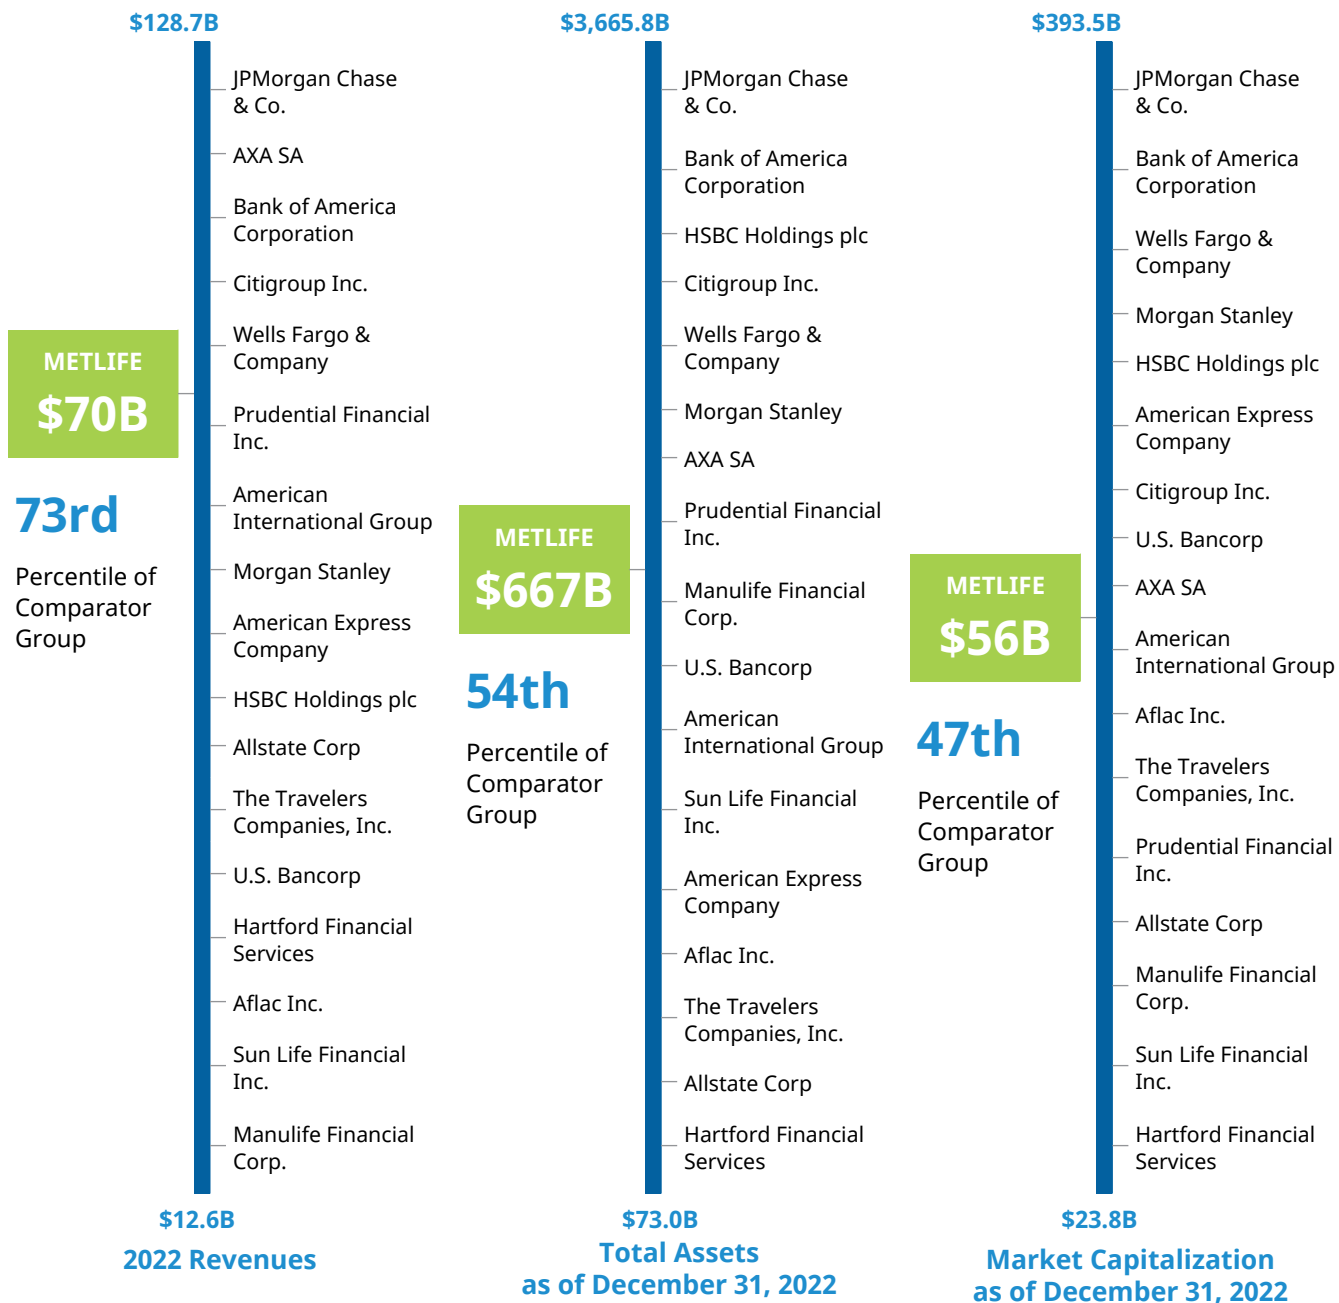 $128.7B
JPMorgan Chase
& Co.
AXA SA
Bank of America
Corporation
Citigroup Inc.
Wells Fargo &
Company
METLIFE
$70B
Prudential Financial
Inc.
73rd
Percentile of
Comparator
Group
American
International Group
Morgan Stanley
American Express
Company
HSBC Holdings plc
Allstate Corp
The Travelers
Companies, Inc.
U.S. Bancorp
Hartford Financial
Services
Aflac Inc.
Sun Life Financial
Inc.
Manulife Financial
Corp.
$12.6B
2022 Revenues
$3,665.8B
JPMorgan Chase
& Co.
Bank of America
Corporation
HSBC Holdings plc
Citigroup Inc.
Wells Fargo &
Company
Morgan Stanley
AXA SA
Prudential Financial
Inc.
METLIFE
$667B
54th
Percentile of
Comparator
Group
Manulife Financial
Corp.
U.S. Bancorp
American
International Group
Sun Life Financial
Inc.
American Express
Company
Aflac Inc.
The Travelers
Companies, Inc.
Allstate Corp
Hartford Financial
Services
$73.0B
Total Assets
as of December 31, 2022
$393.5B
JPMorgan Chase
& Co.
Bank of America
Corporation
Wells Fargo &
Company
Morgan Stanley
HSBC Holdings plc
American Express
Company
Citigroup Inc.
U.S. Bancorp
AXA SA
METLIFE
$56B
47th
Percentile of
Comparator
Group
American
International Group
Aflac Inc.
The Travelers
Companies, Inc.
Prudential Financial
Inc.
Allstate Corp
Manulife Financial
Corp.
Sun Life Financial
Inc.
Hartford Financial
Services
$23.8B
Market Capitalization
as of December 31, 2022